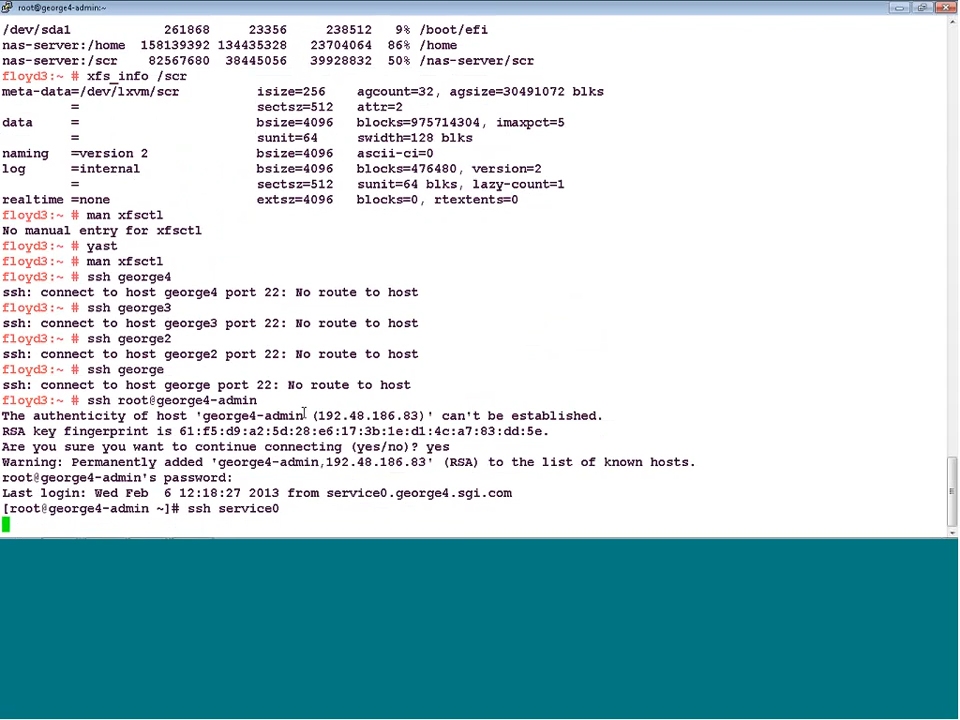 root@george4-admin:~
/dev/sda1 261868 23356 238512 9% /boot/efi
nas-server:/home 158139392 134435328 23704064 86% /home
nas-server:/scr 82567680 38445056 39928832 50% /nas-server/scr
floyd3:~ # xfs_info /scr
meta-data=/dev/lxvm/scr isize=256 agcount=32, agsize=30491072 blks
= sectsz=512 attr=2
data = bsize=4096 blocks=975714304, imaxpct=5
= sunit=64 swidth=128 blks
naming =version 2 bsize=4096 ascii-ci=0
log =internal bsize=4096 blocks=476480, version=2
= sectsz=512 sunit=64 blks, lazy-count=1
realtime =none extsz=4096 blocks=0, rtextents=0
floyd3:~ # man xfsctl
No manual entry for xfsctl
floyd3:~ # yast
floyd3:~ # man xfsctl
floyd3:~ # ssh george4
ssh: connect to host george4 port 22: No route to host
floyd3:~ # ssh george3
ssh: connect to host george3 port 22: No route to host
floyd3:~ # ssh george2
ssh: connect to host george2 port 22: No route to host
floyd3:~ # ssh george
ssh: connect to host george port 22: No route to host
floyd3:~ # ssh root@george4-admin
The authenticity of host 'george4-admin (192.48.186.83)' can't be established.
RSA key fingerprint is 61:f5:d9:a2:5d:28:e6:17:3b:1e:d1:4c:a7:83:dd:5e.
Are you sure you want to continue connecting (yes/no)? yes
Warning: Permanently added 'george4-admin,192.48.186.83' (RSA) to the list of known hosts.
root@george4-admin's password:
Last login: Wed Feb  6 12:18:27 2013 from service0.george4.sgi.com
[root@george4-admin ~]# ssh service0